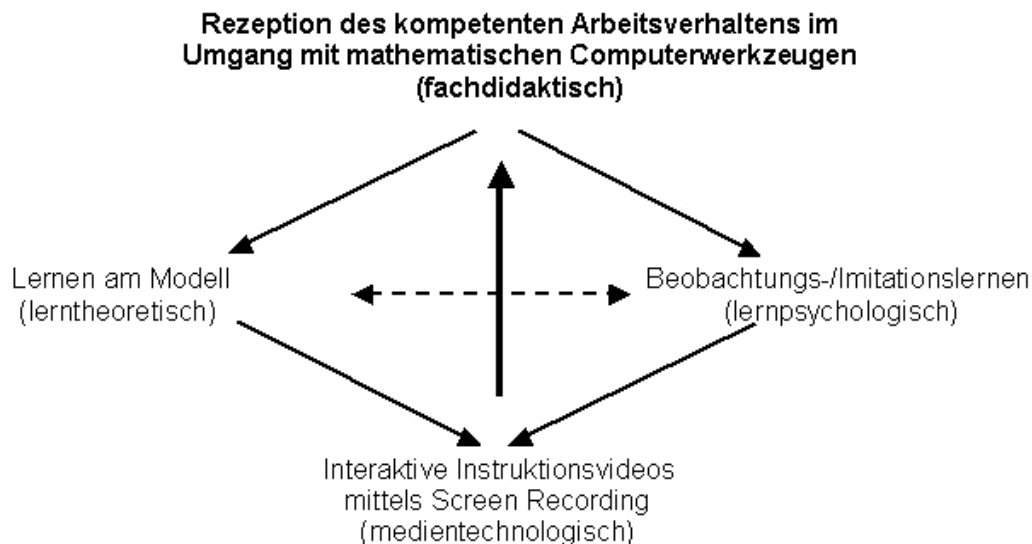 Rezeption des kompetenten Arbeitsverhaltens im
Umgang mit mathematischen Computerwerkzeugen
(fachdidaktisch)
Lernen am Modell
(lerntheoretisch)
Beobachtungs-/Imitationslernen
(lernpsychologisch)
Interaktive Instruktionsvideos
mittels Screen Recording
(medientechnologisch)